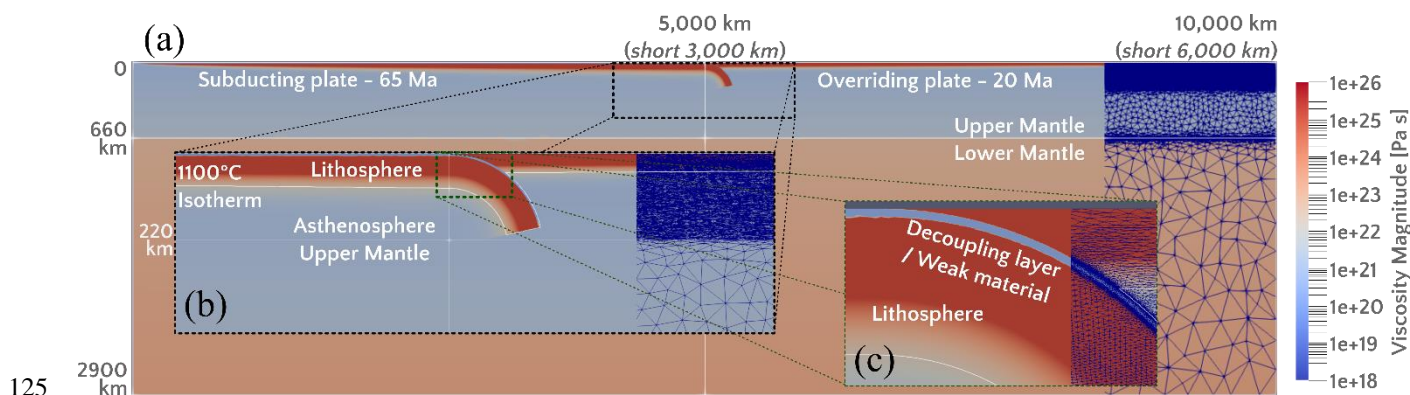 (a)
5,000 km
(short 3,000 km)
10,000 km
(short 6,000 km)
0
Subducting plate - 65 Ma
Overriding plate - 20 Ma
660
km
Upper Mantle
Lower Mantle
1100°C
Isotherm
Lithosphere
Asthenosphere
Upper Mantle
220
km
(b)
Decoupling layer
/ Weak material
Lithosphere
(c)
2900
km
125
1e+26
1e+25
1e+24
1e+23
1e+22
1e+21
1e+20
1e+19
1e+18
Viscosity Magnitude [Pa s]